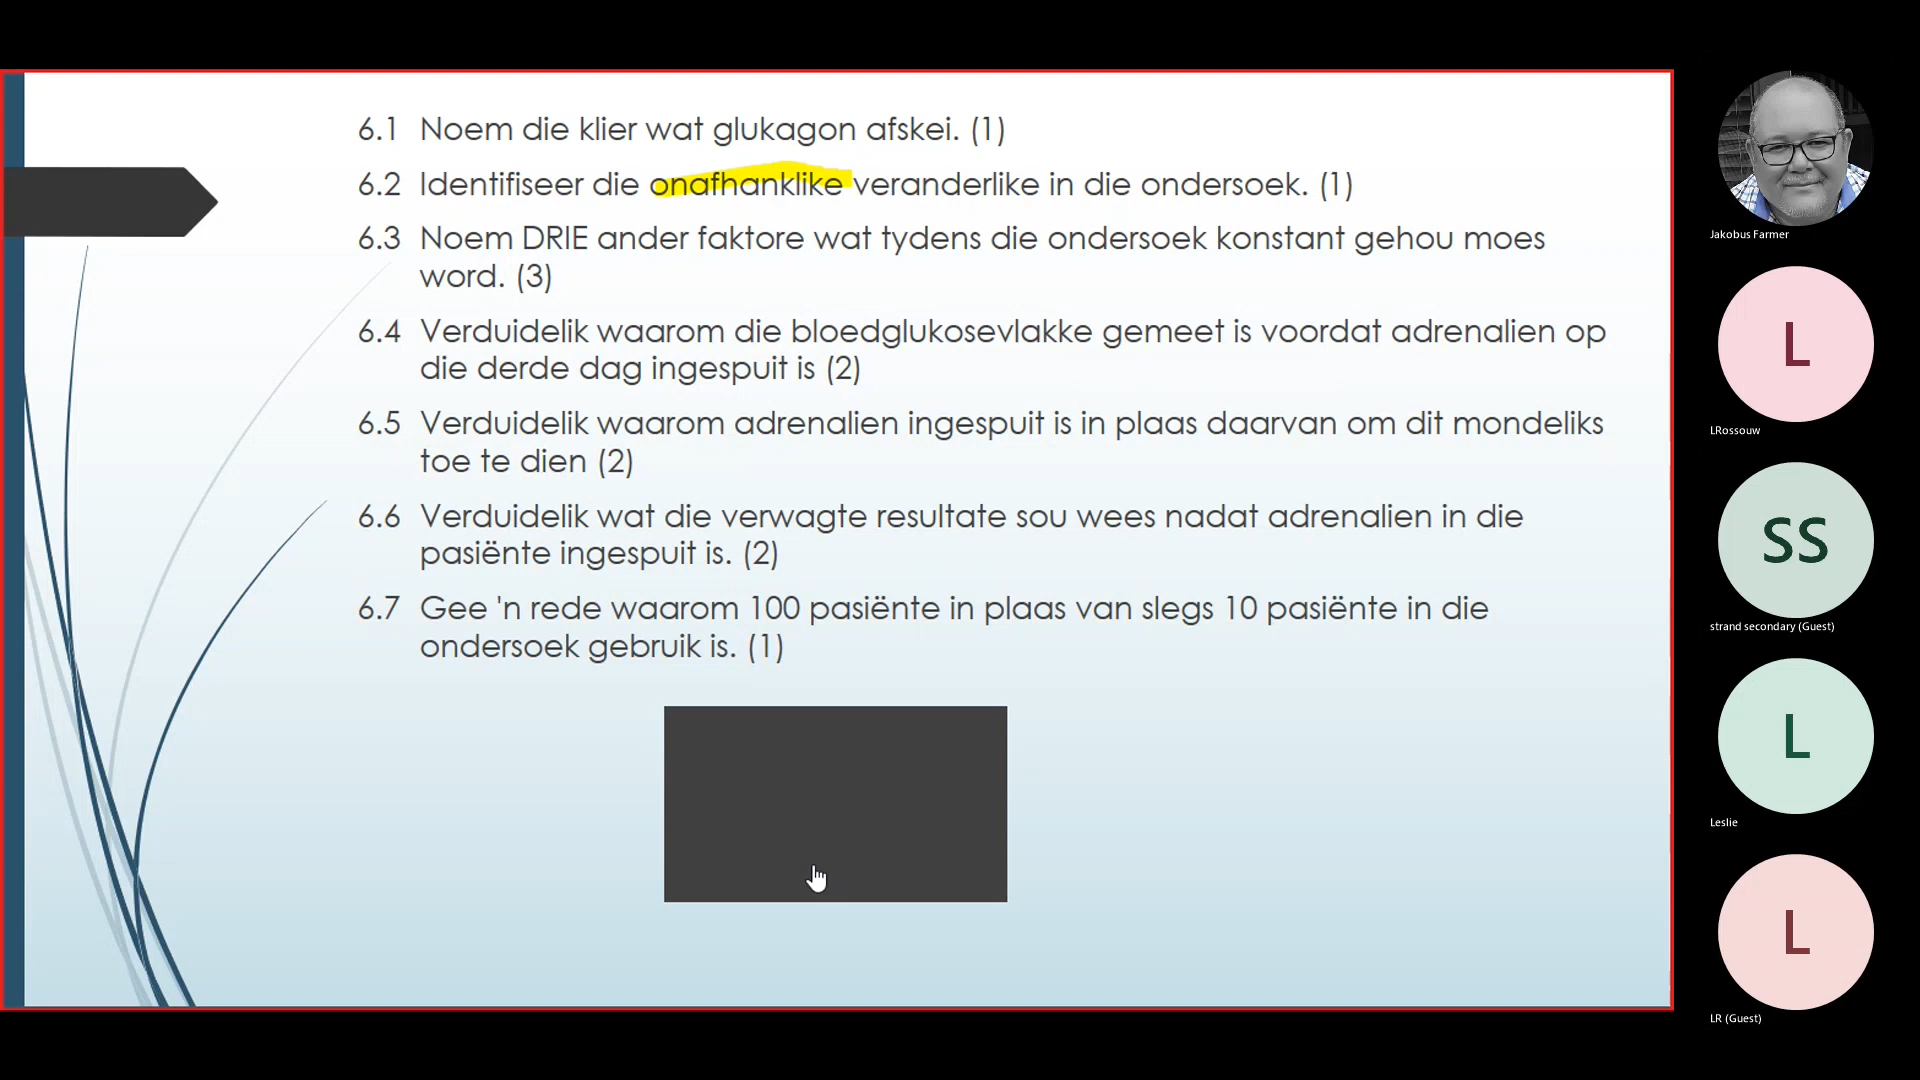 6.1 Noem die klier wat glukagon afskei. (1)
6.2 Identifiseer die onafhanklike veranderlike in die ondersoek. (1)
6.3 Noem DRIE ander faktore wat tydens die ondersoek konstant gehou moes
word. (3)
6.4 Verduidelik waarom die bloedglukosevlakke gemeet is voordat adrenalien op
die derde dag ingespuit is (2)
6.5 Verduidelik waarom adrenalien ingespuit is in plaas daarvan om dit mondeliks
toe te dien (2)
6.6 Verduidelik wat die verwagte resultate sou wees nadat adrenalien in die
pasiënte ingespuit is. (2)
6.7 Gee 'n rede waarom 100 pasiënte in plaas van slegs 10 pasiënte in die
ondersoek gebruik is. (1)
Jakobus Farmer
L
LRossouw
SS
strand secondary (Guest)
L
Leslie
L
LR (Guest)